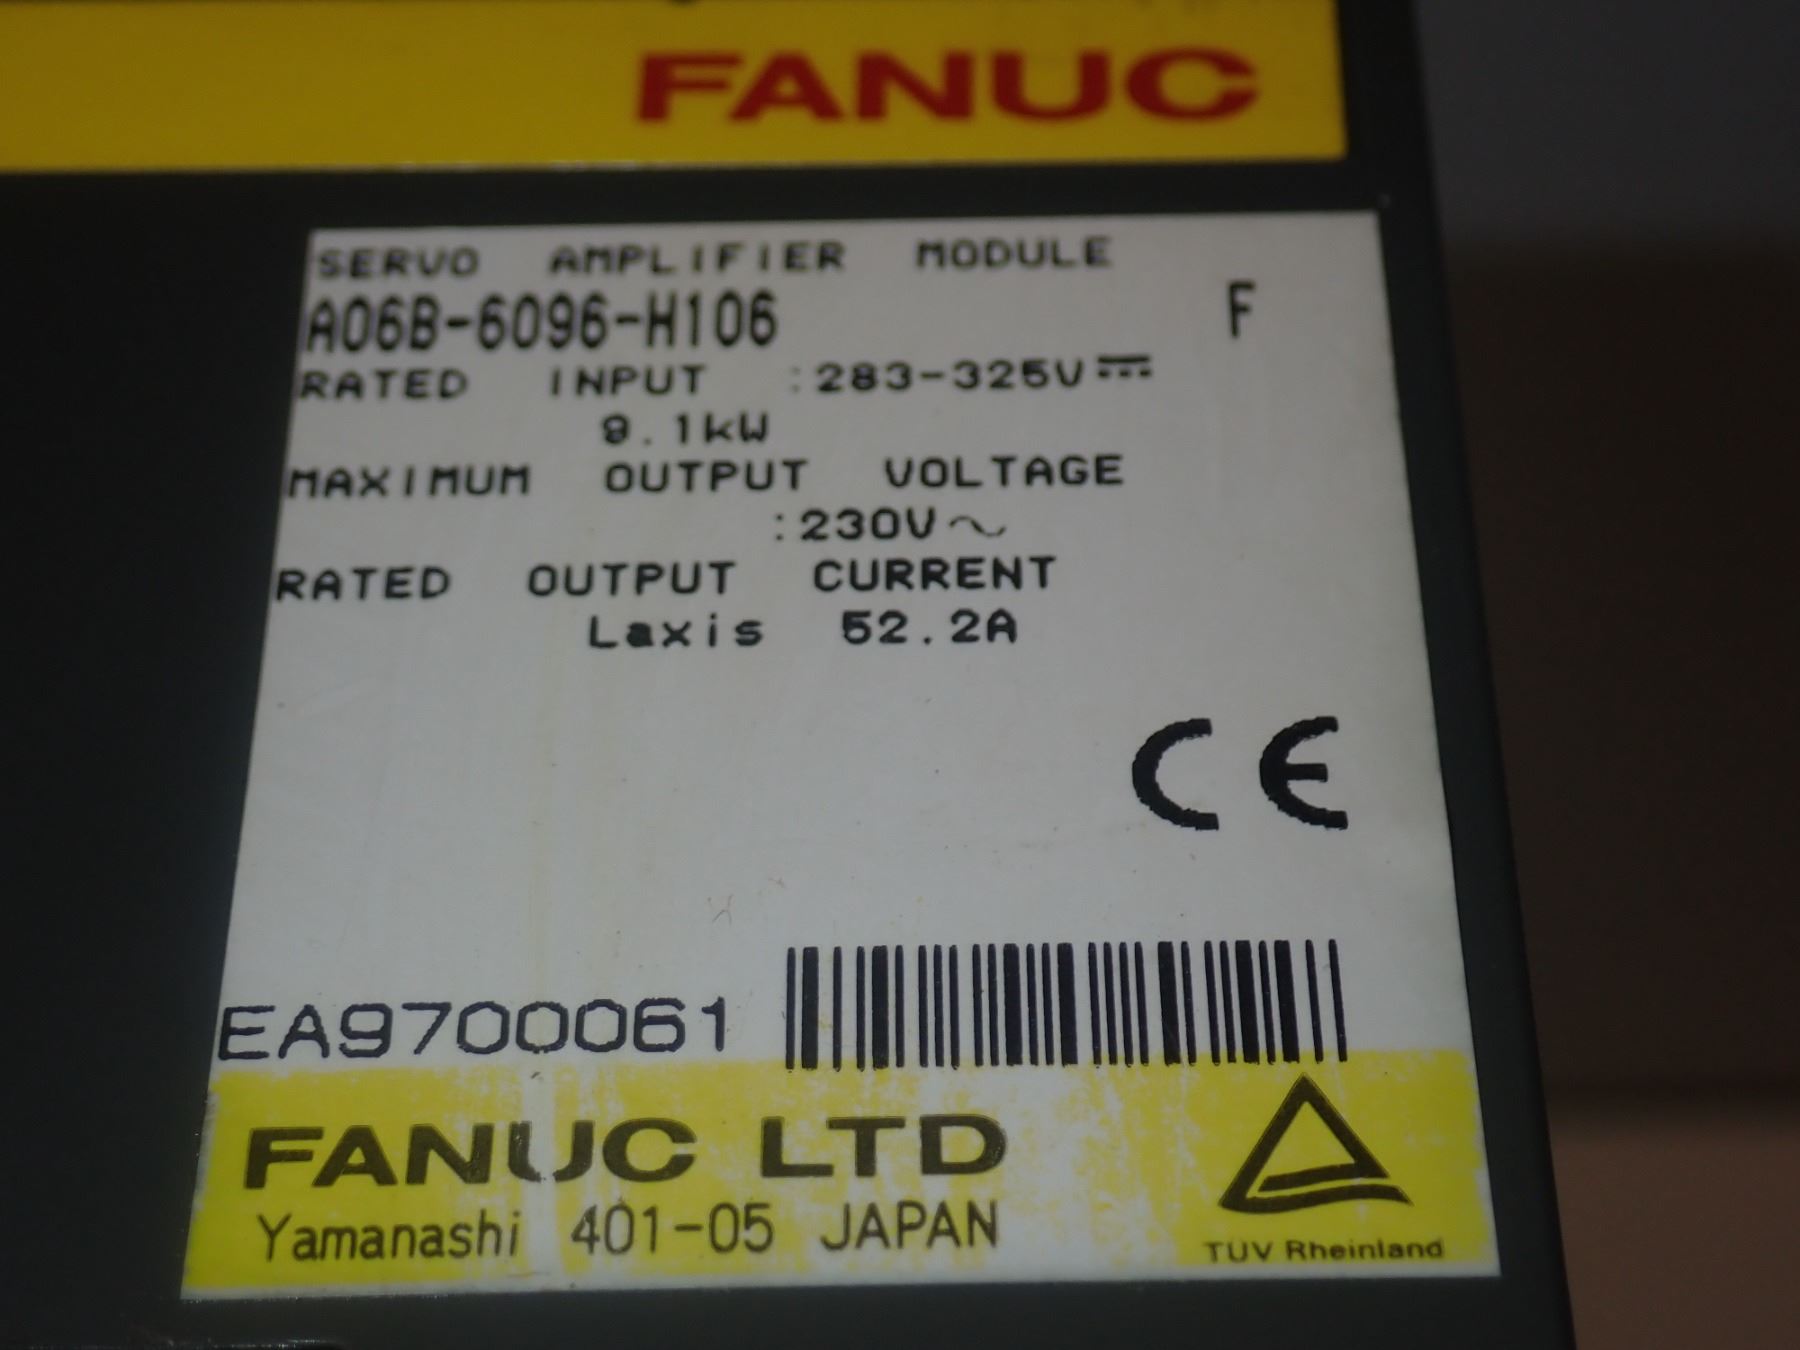 FANUC
SERVO AMPLIFIER MODULE
A06B-6096-H106 F
RATED INPUT :283-325V⎓
9.1kW
MAXIMUM OUTPUT VOLTAGE
:230V~
RATED OUTPUT CURRENT
Laxis 52.2A
CE
EA9700061
FANUC LTD
Yamanashi 401-05 JAPAN
TUV Rheinland